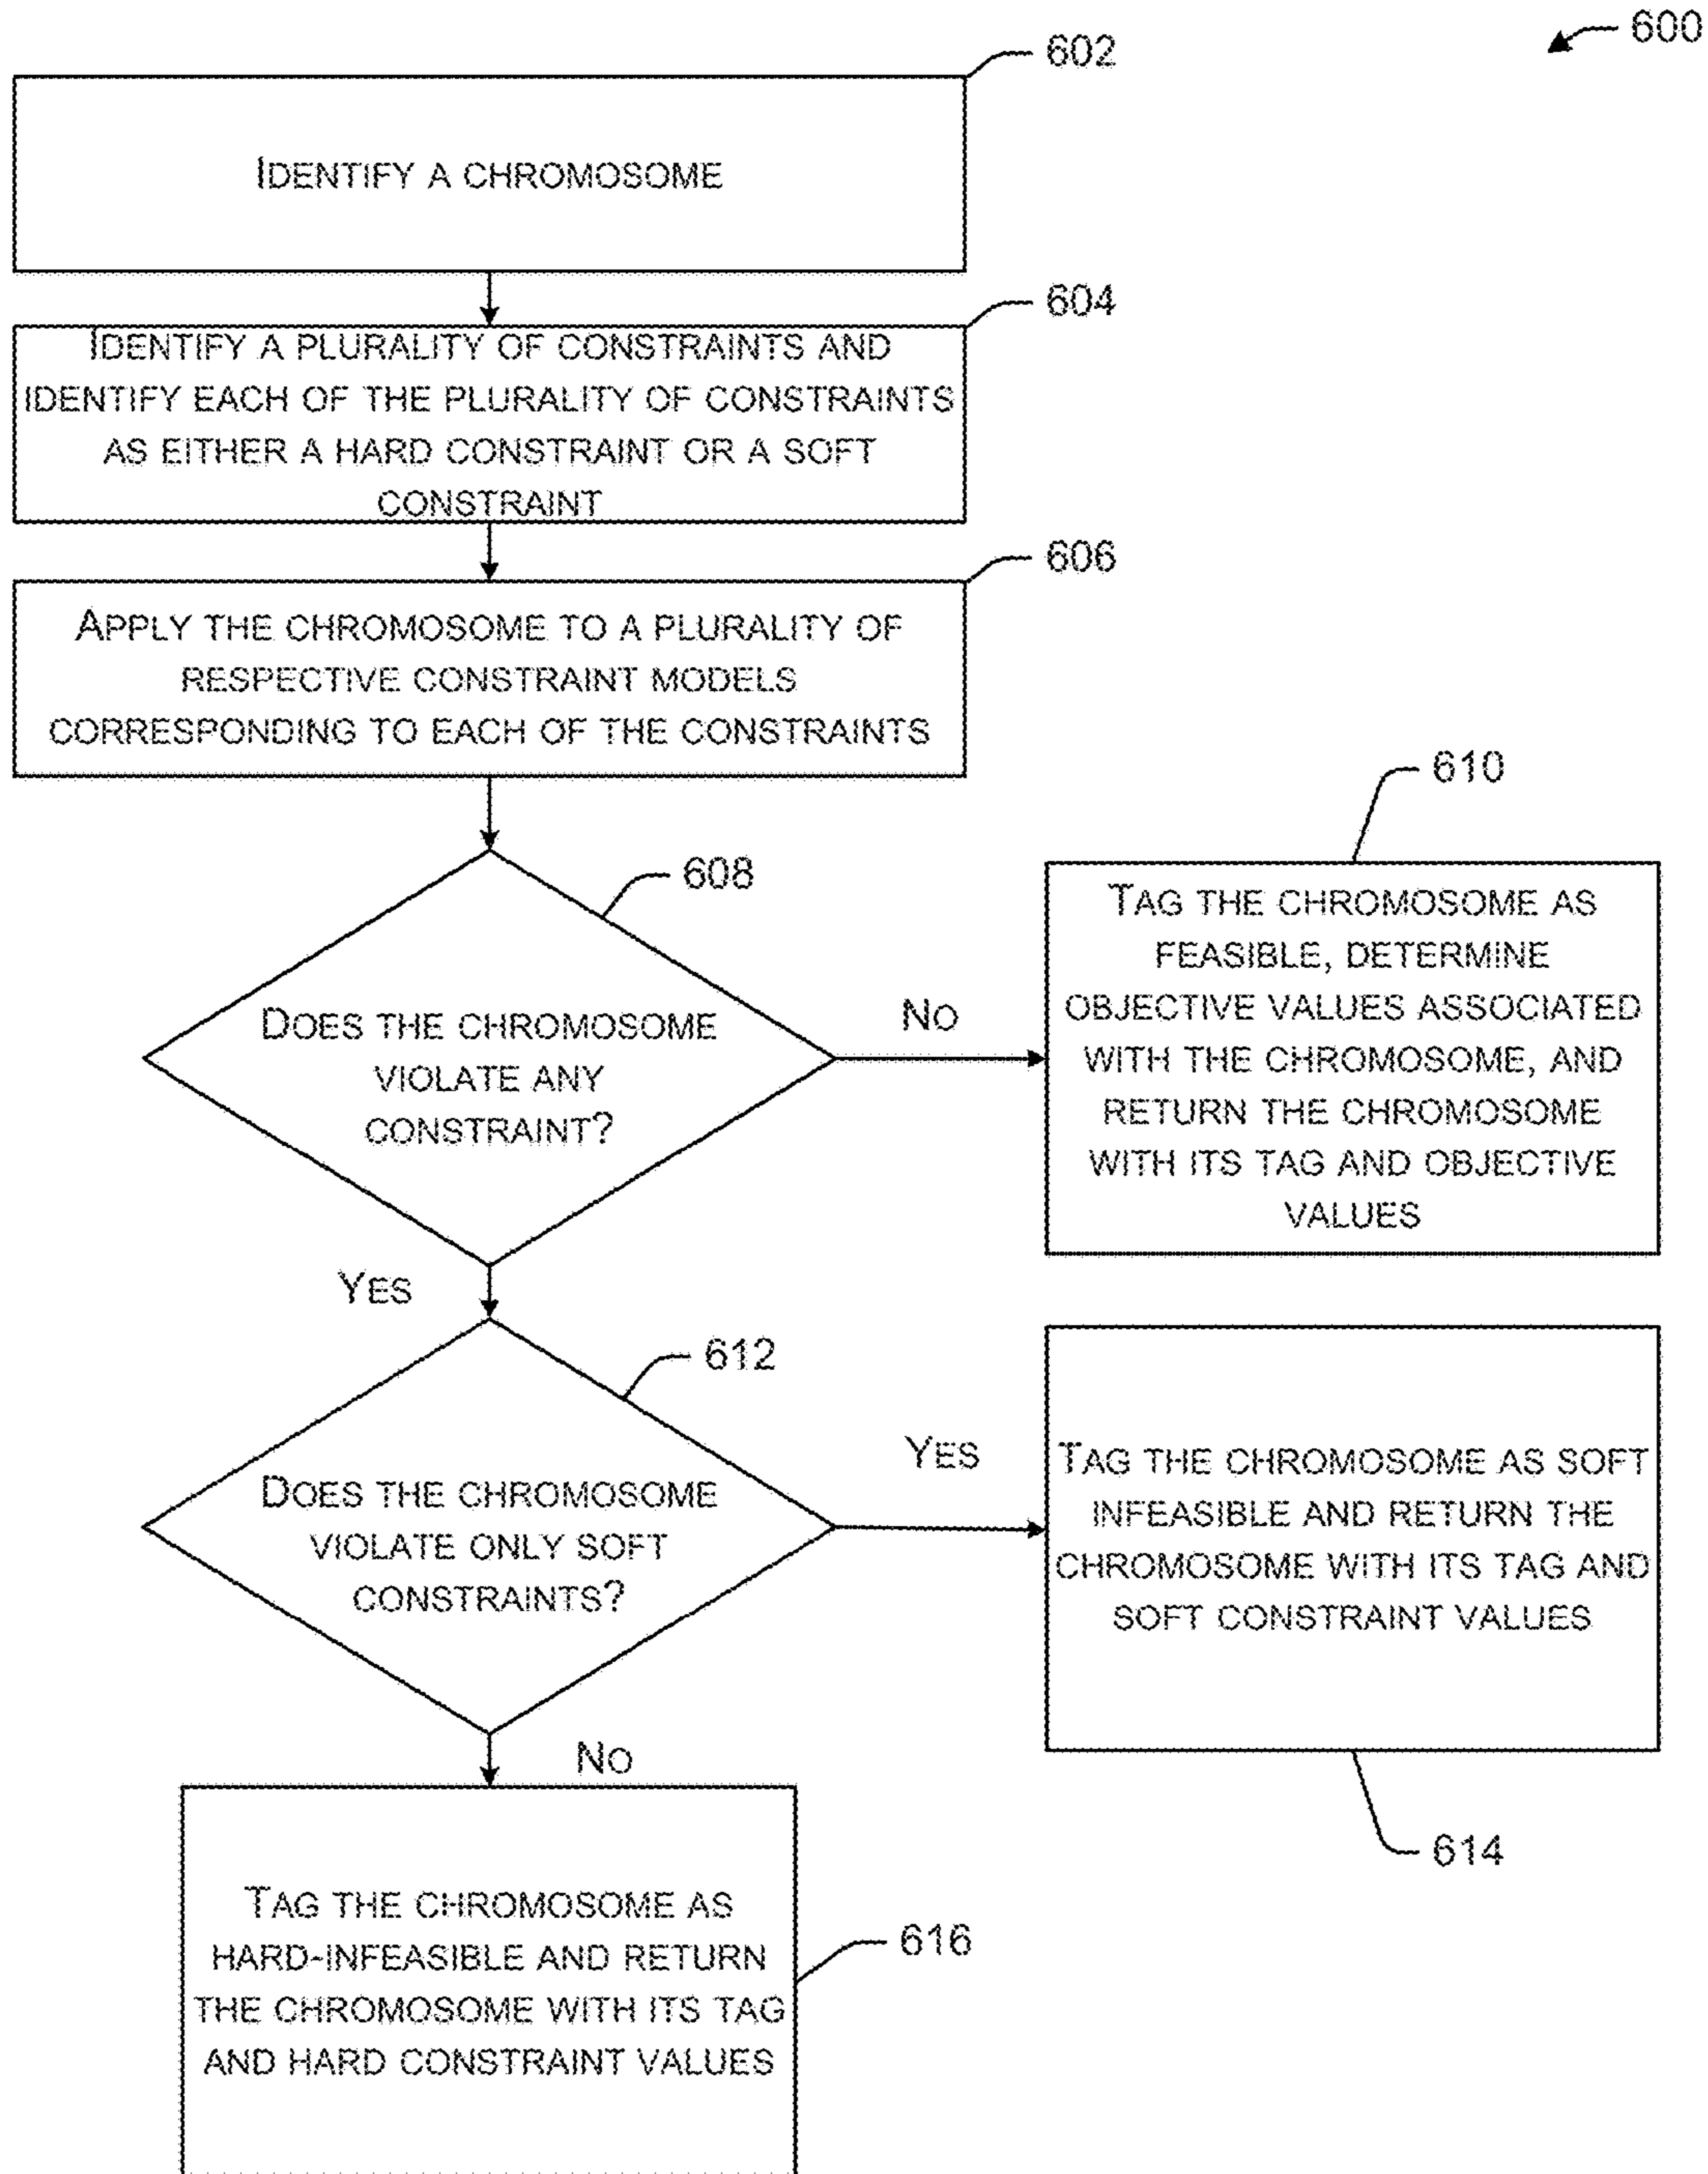 600
602
IDENTIFY A CHROMOSOME
604
IDENTIFY A PLURALITY OF CONSTRAINTS AND
IDENTIFY EACH OF THE PLURALITY OF CONSTRAINTS
AS EITHER A HARD CONSTRAINT OR A SOFT
CONSTRAINT
606
APPLY THE CHROMOSOME TO A PLURALITY OF
RESPECTIVE CONSTRAINT MODELS
CORRESPONDING TO EACH OF THE CONSTRAINTS
608
DOES THE CHROMOSOME
VIOLATE ANY
CONSTRAINT?
NO
610
TAG THE CHROMOSOME AS
FEASIBLE, DETERMINE
OBJECTIVE VALUES ASSOCIATED
WITH THE CHROMOSOME, AND
RETURN THE CHROMOSOME
WITH ITS TAG AND OBJECTIVE
VALUES
YES
612
DOES THE CHROMOSOME
VIOLATE ONLY SOFT
CONSTRAINTS?
YES
TAG THE CHROMOSOME AS SOFT
INFEASIBLE AND RETURN THE
CHROMOSOME WITH ITS TAG AND
SOFT CONSTRAINT VALUES
614
NO
TAG THE CHROMOSOME AS
HARD-INFEASIBLE AND RETURN
THE CHROMOSOME WITH ITS TAG
AND HARD CONSTRAINT VALUES
616